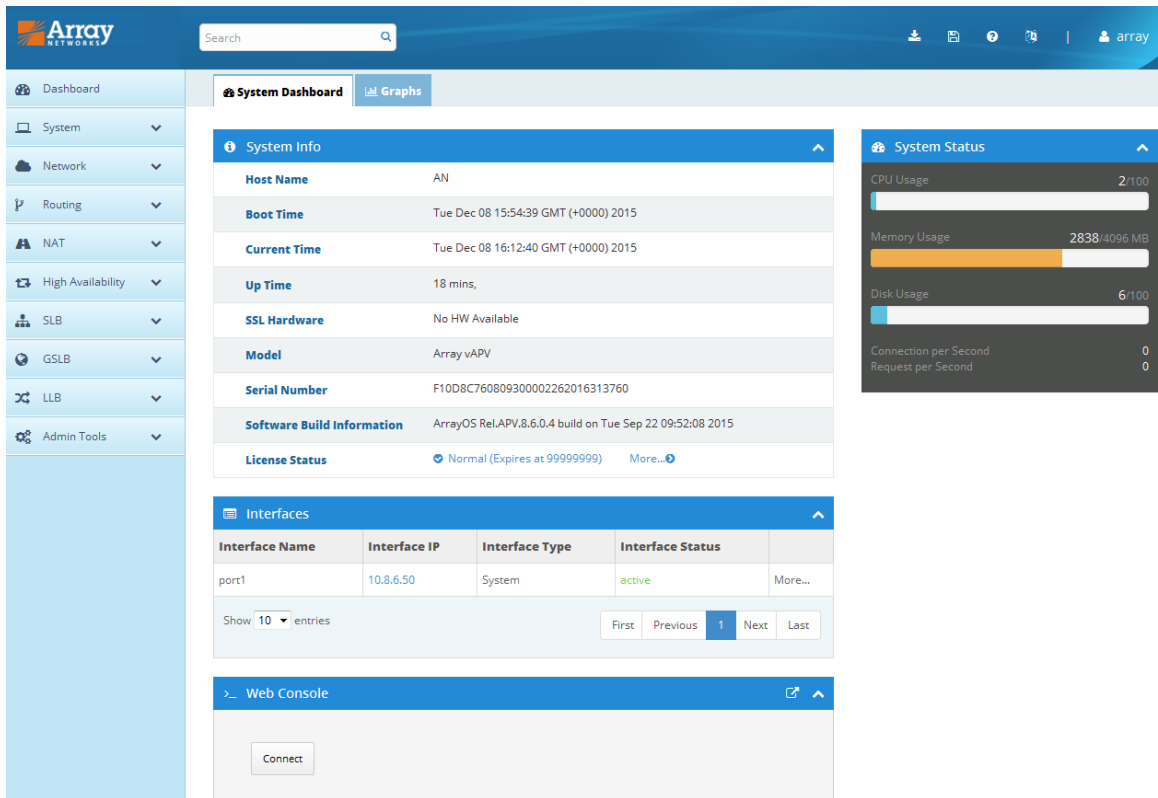 Array
NETWORKS
Search
array
Dashboard
System
Network
Routing
NAT
High Availability
SLB
GSLB
LLB
Admin Tools
System Dashboard
Graphs
System Info
Host Name AN
Boot Time Tue Dec 08 15:54:39 GMT (+0000) 2015
Current Time Tue Dec 08 16:12:40 GMT (+0000) 2015
Up Time 18 mins,
SSL Hardware No HW Available
Model Array vAPV
Serial Number F10D8C760809300002262016313760
Software Build Information ArrayOS Rel.APV.8.6.0.4 build on Tue Sep 22 09:52:08 2015
License Status Normal (Expires at 99999999) More...
Interfaces
Interface Name Interface IP Interface Type Interface Status
port1 10.8.6.50 System active More...
Show 10 entries First Previous 1 Next Last
Web Console
Connect
System Status
CPU Usage 2/100
Memory Usage 2838/4096 MB
Disk Usage 6/100
Connection per Second 0
Request per Second 0